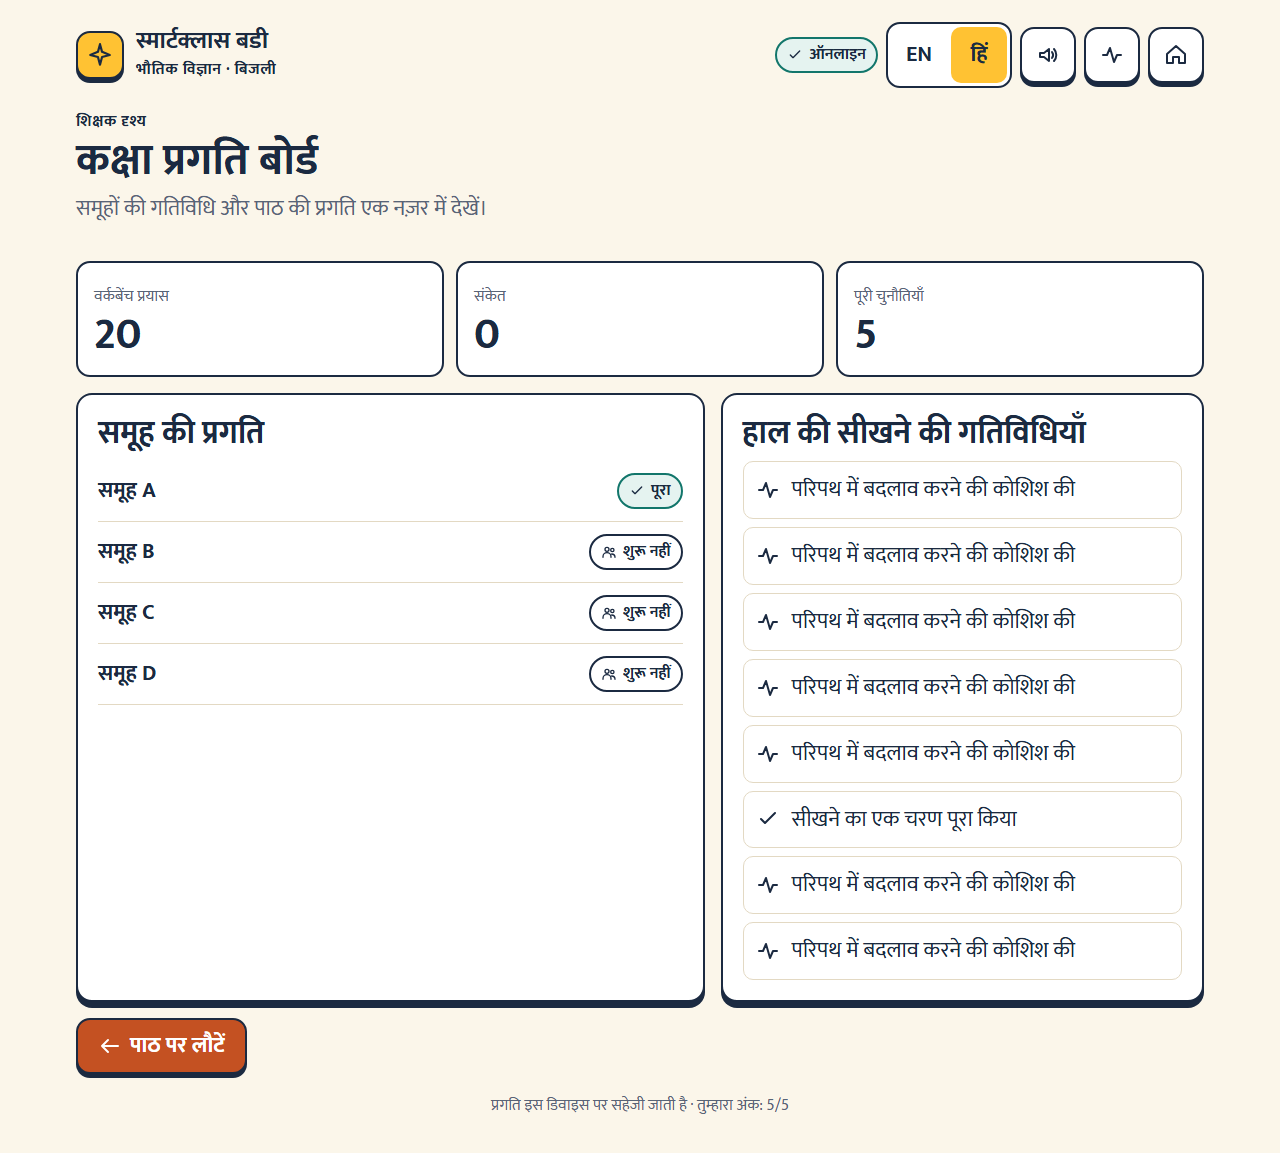 स्मार्टक्लास बडी
भौतिक विज्ञान · बिजली
ऑनलाइन
EN
हिं
शिक्षक दृश्य
कक्षा प्रगति बोर्ड
समूहों की गतिविधि और पाठ की प्रगति एक नज़र में देखें।
वर्कबेंच प्रयास
20
संकेत
0
पूरी चुनौतियाँ
5
समूह की प्रगति
समूह A
पूरा
समूह B
शुरू नहीं
समूह C
शुरू नहीं
समूह D
शुरू नहीं
हाल की सीखने की गतिविधियाँ
परिपथ में बदलाव करने की कोशिश की
परिपथ में बदलाव करने की कोशिश की
परिपथ में बदलाव करने की कोशिश की
परिपथ में बदलाव करने की कोशिश की
परिपथ में बदलाव करने की कोशिश की
सीखने का एक चरण पूरा किया
परिपथ में बदलाव करने की कोशिश की
परिपथ में बदलाव करने की कोशिश की
पाठ पर लौटें
प्रगति इस डिवाइस पर सहेजी जाती है · तुम्हारा अंक: 5/5